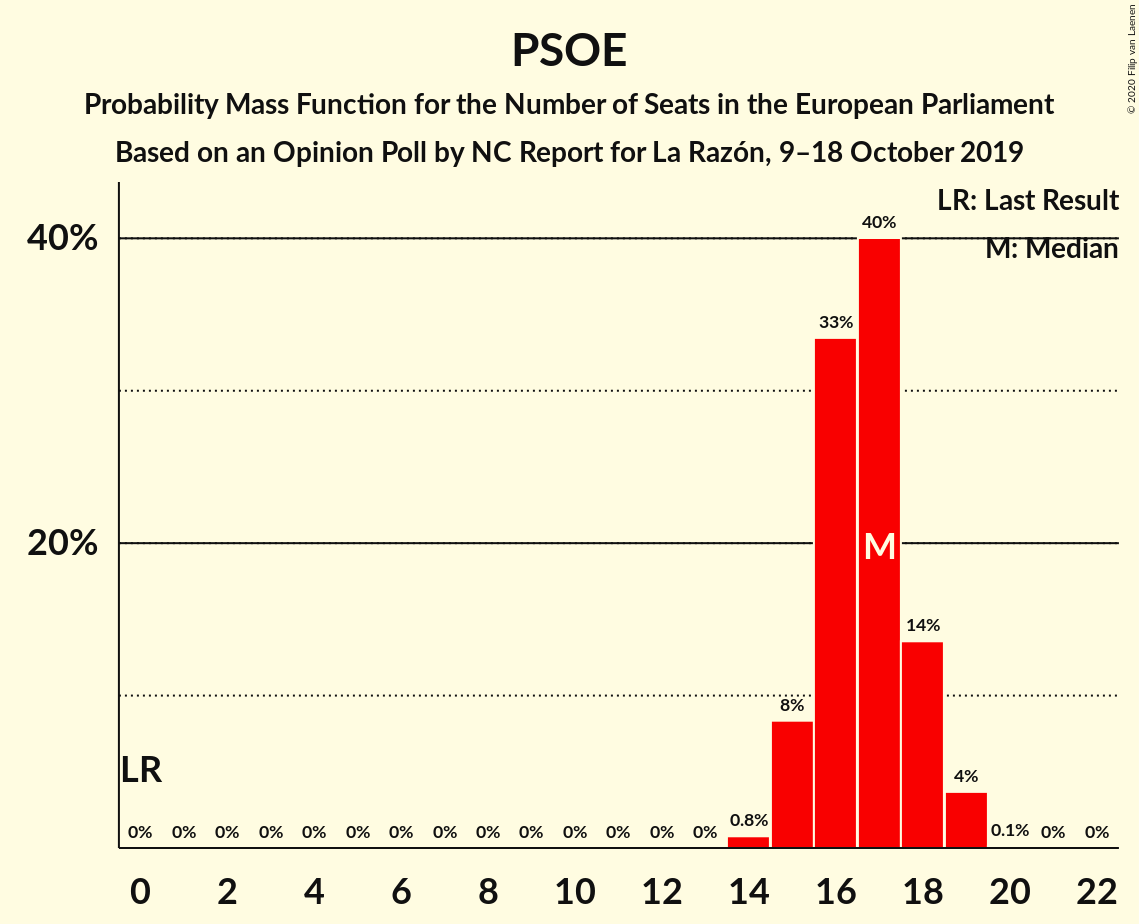 PSOE
Probability Mass Function for the Number of Seats in the European Parliament
Based on an Opinion Poll by NC Report for La Razón, 9–18 October 2019
© 2020 Filip van Laenen
LR: Last Result
M: Median
40%
20%
40%
33%
M
14%
8%
4%
LR
0% 0% 0% 0% 0% 0% 0% 0% 0% 0% 0% 0% 0% 0% 0.8% 0.1% 0% 0%
0 2 4 6 8 10 12 14 16 18 20 22